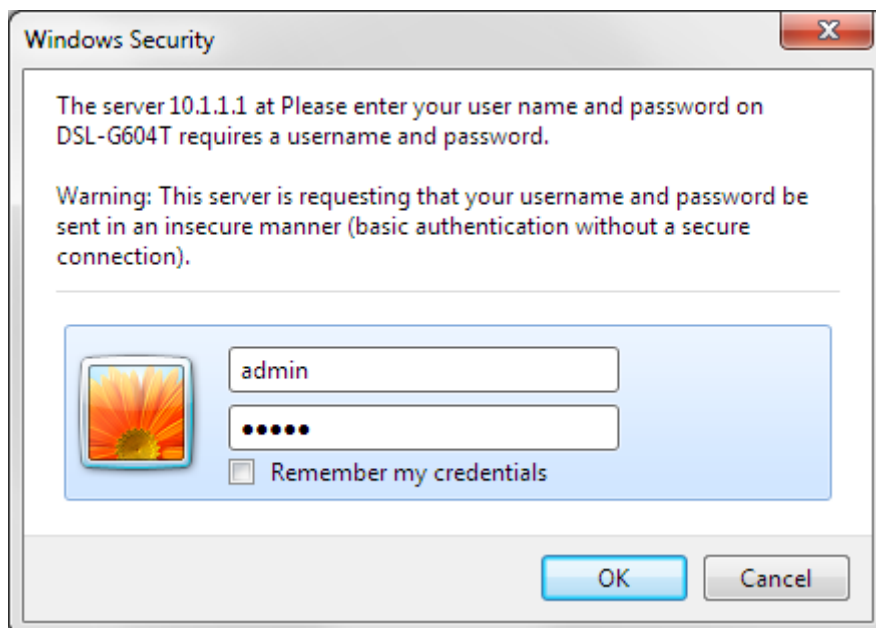 Windows Security
The server 10.1.1.1 at Please enter your user name and password on
DSL-G604T requires a username and password.
Warning: This server is requesting that your username and password be
sent in an insecure manner (basic authentication without a secure
connection).
admin
•••••
Remember my credentials
OK
Cancel